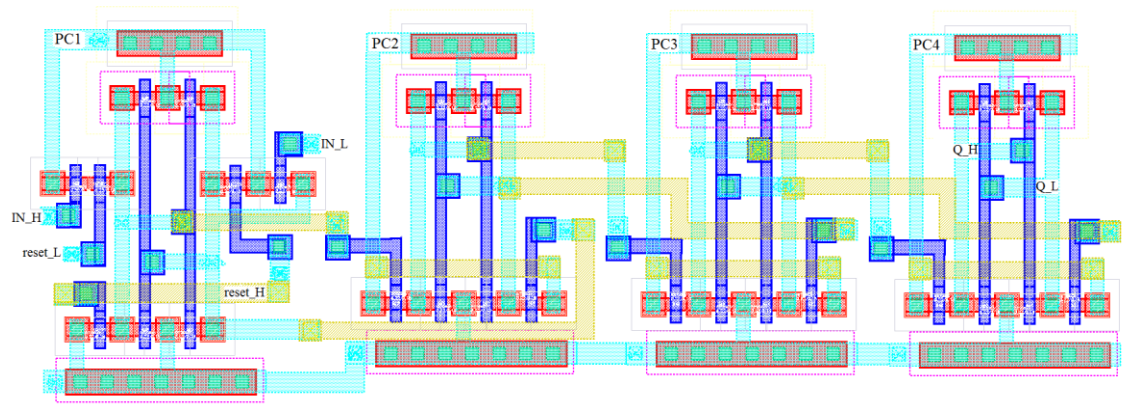 PC1
PC2
PC3
PC4
IN_L
Q_H
Q_L
IN_H
reset_L
reset_H